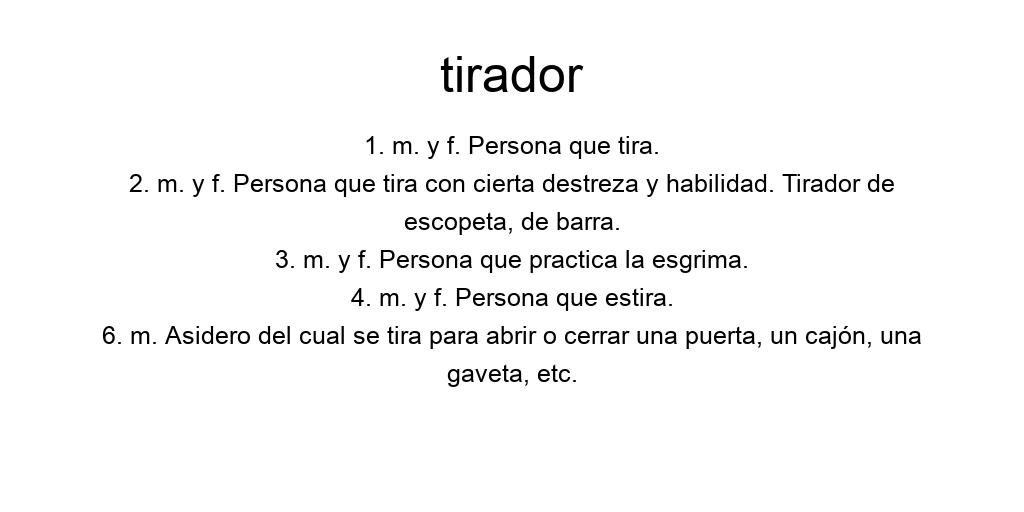 tirador
1. m. y f. Persona que tira.
2. m. y f. Persona que tira con cierta destreza y habilidad. Tirador de
escopeta, de barra.
3. m. y f. Persona que practica la esgrima.
4. m. y f. Persona que estira.
6. m. Asidero del cual se tira para abrir o cerrar una puerta, un cajón, una
gaveta, etc.